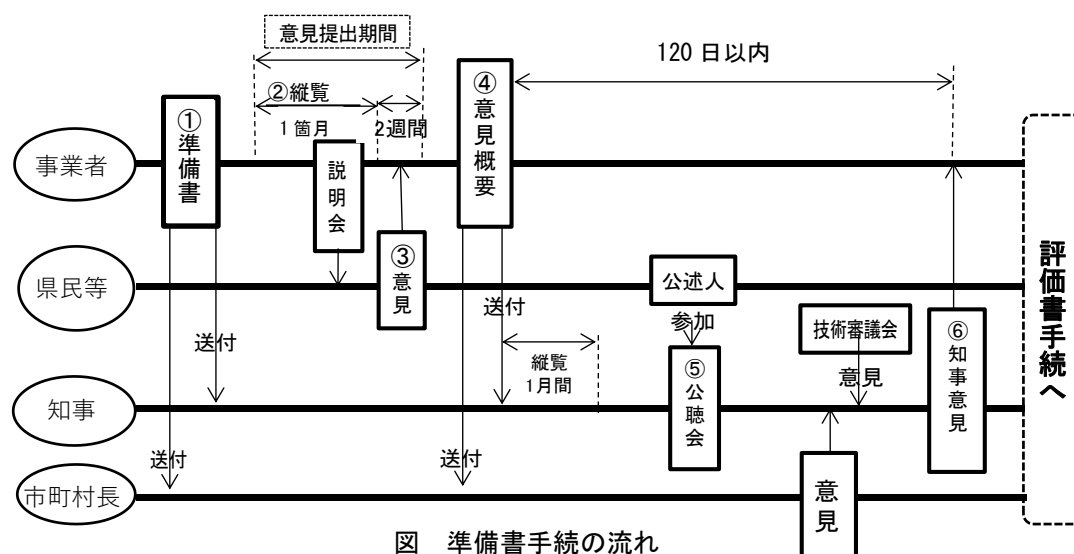 意見提出期間
120 日以内
②縦覧
1 箇月
2週間
④意見概要
①準備書
事業者
説明会
③意見
県民等
公述人
送付
送付
参加
技術審議会
縦覧
1月間
意見
⑥知事意見
⑤公聴会
知事
送付
送付
市町村長
意見
評価書手続へ
図 準備書手続の流れ